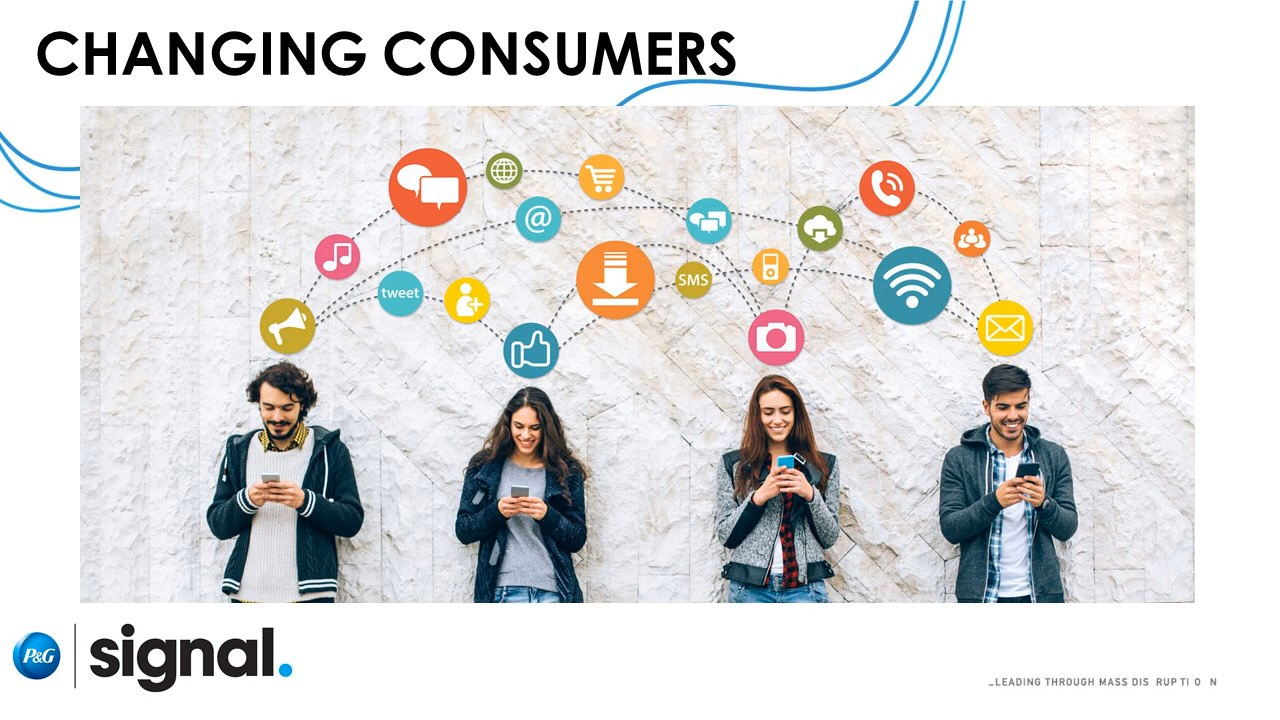 CHANGING CONSUMERS
@
tweet
SMS
P&G
signal.
_LEADING THROUGH MASS DIS RUP TI O N